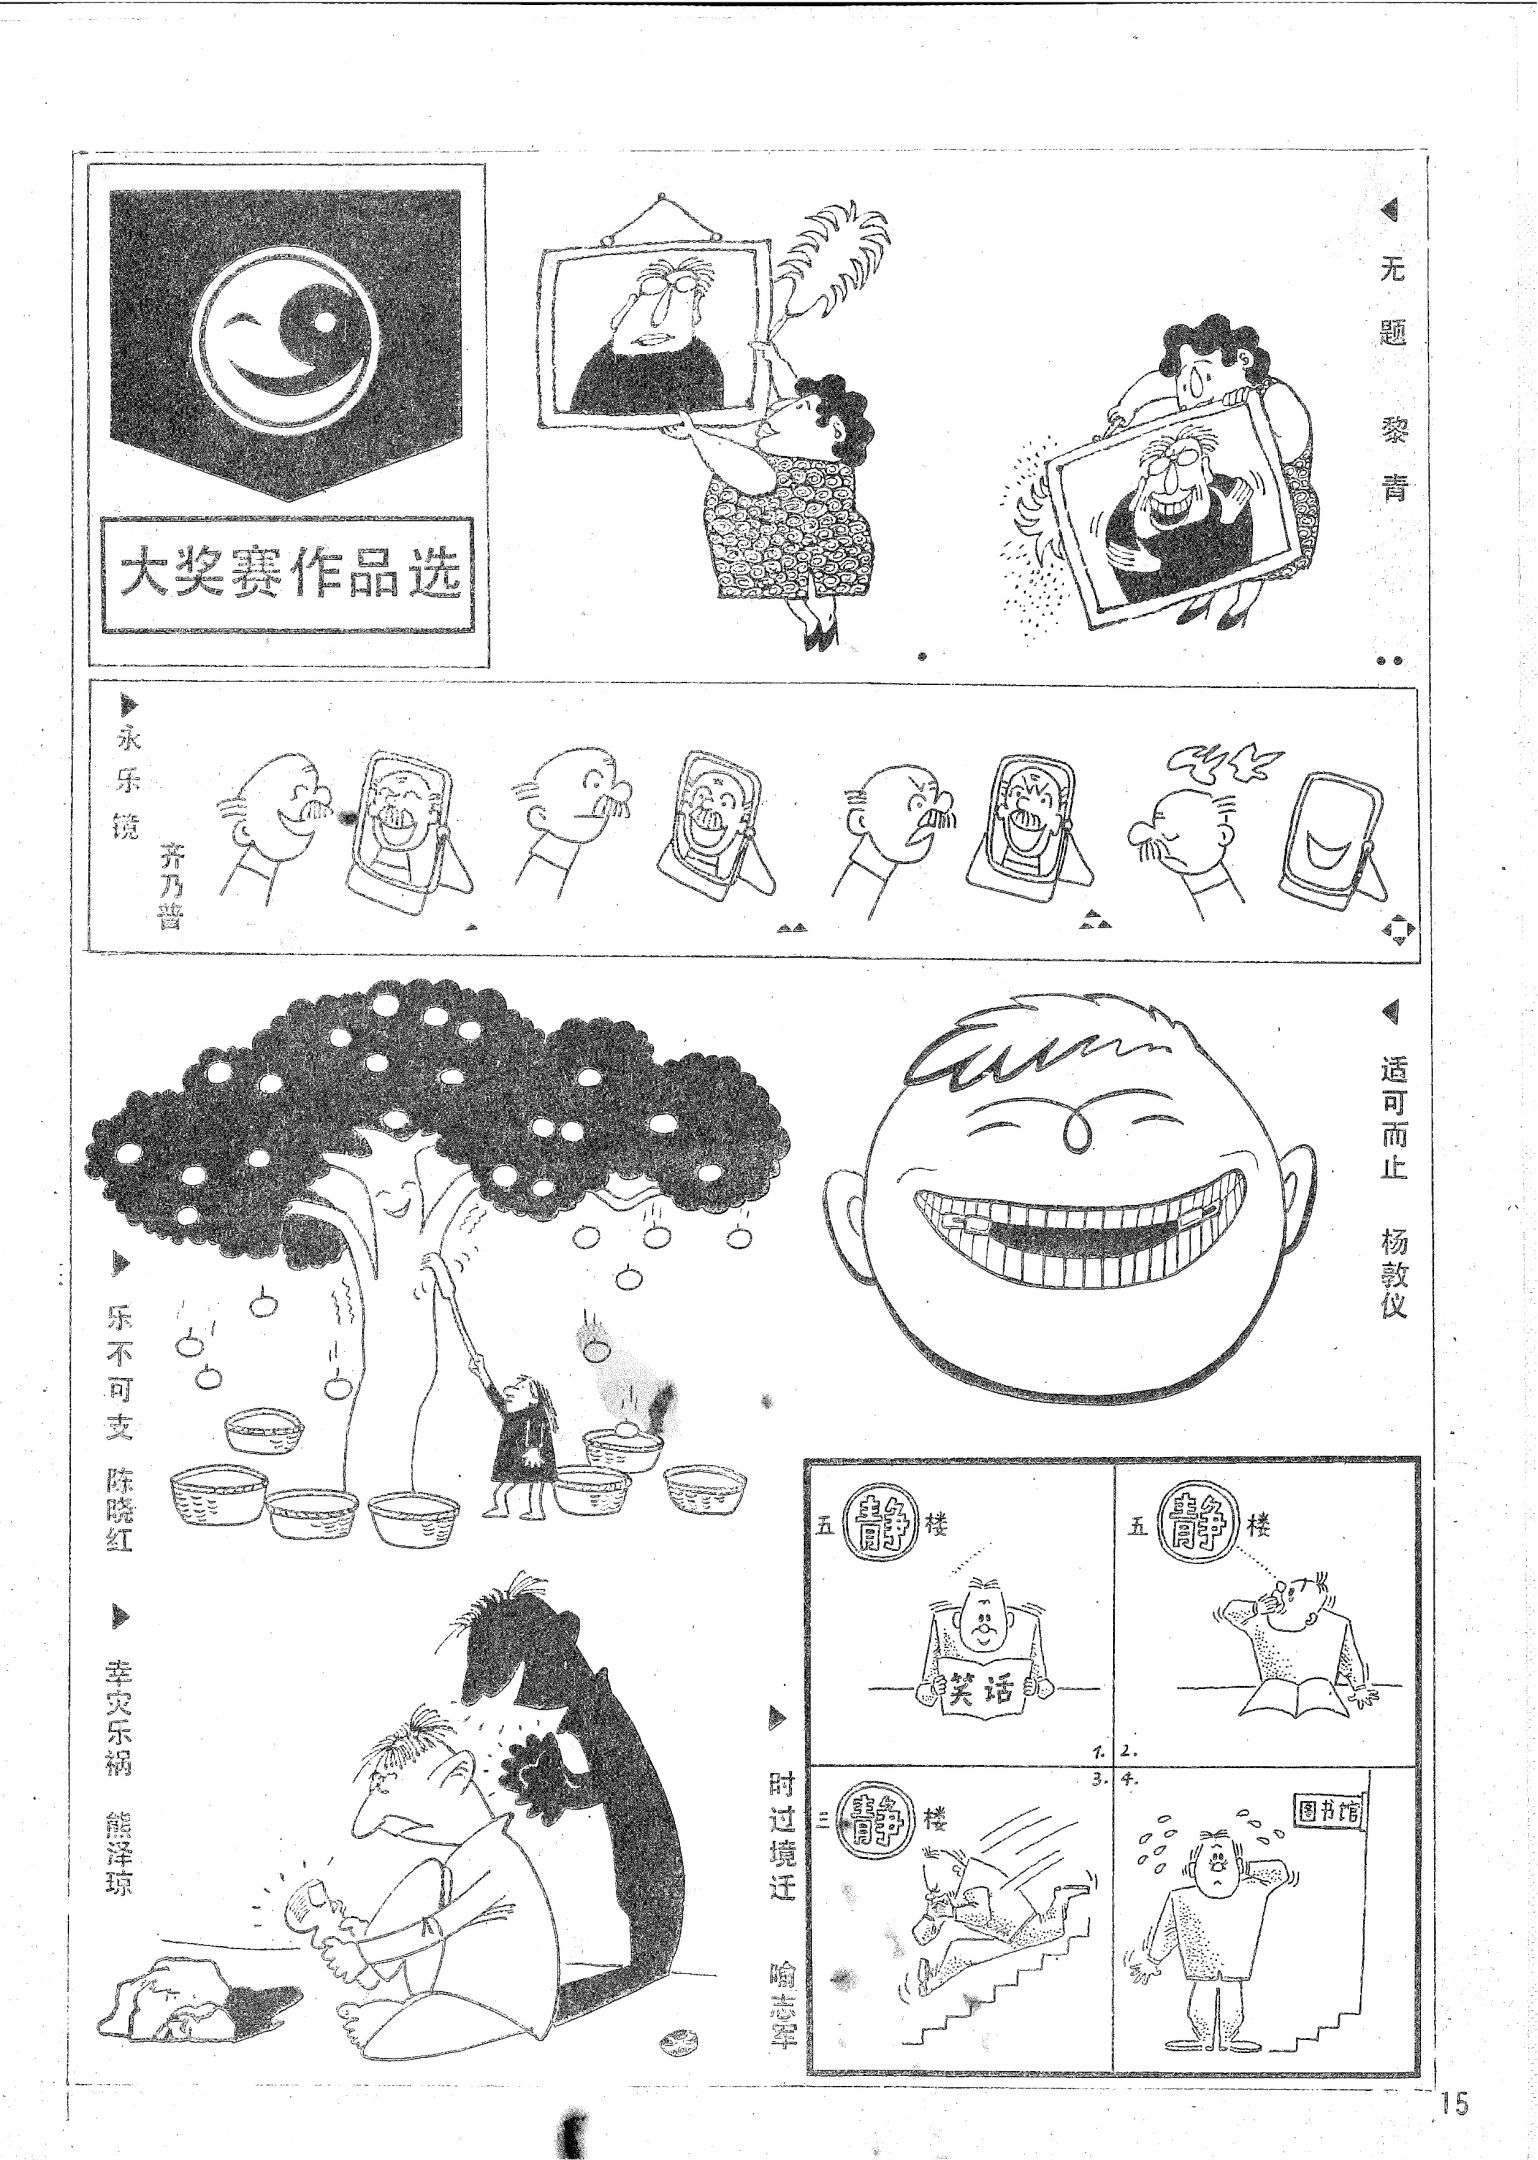 大奖赛作品选
无题 黎青
永乐镜
齐乃普
适可而止 杨敦仪
乐不可支 陈晓红
幸灾乐祸 熊泽琼
时过境迁 喻志军
五 静 楼
笑话
1.
五 静 楼
2.
三 静 楼
3.
图书馆
4.
15